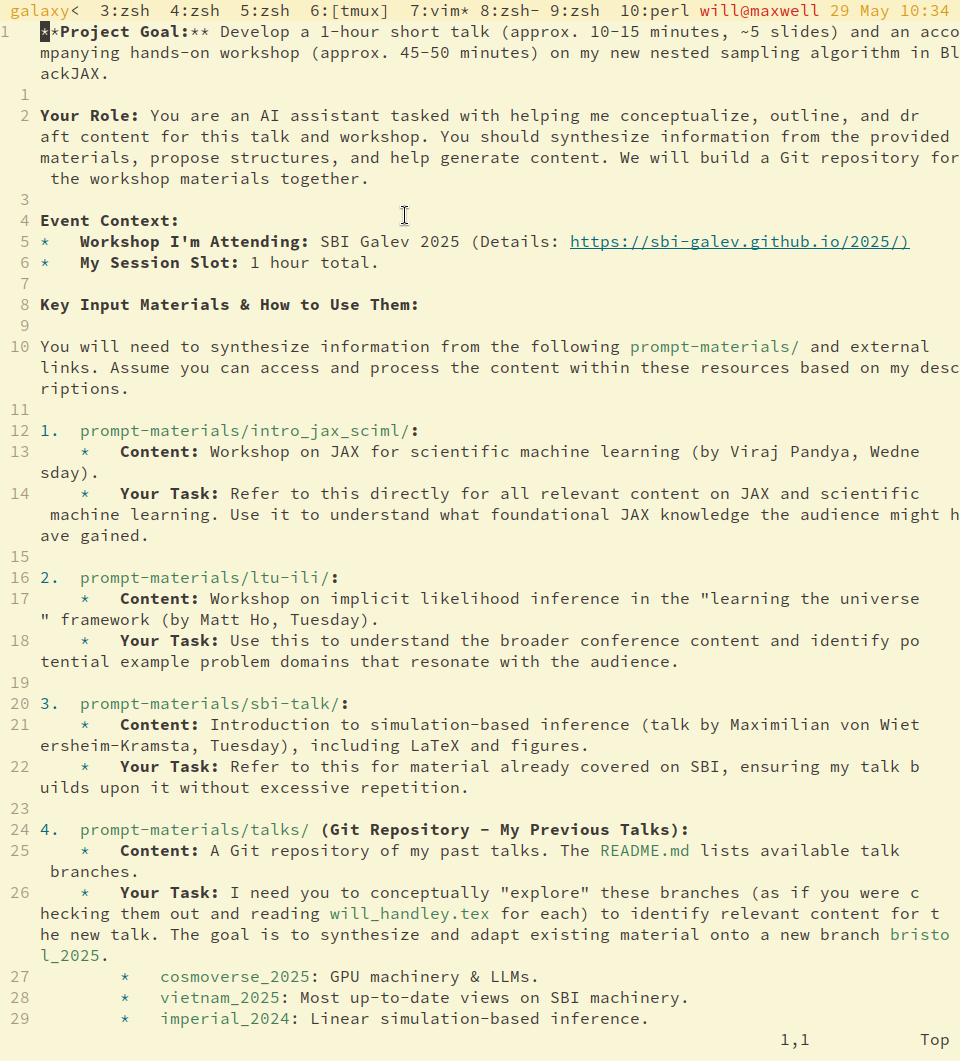 galaxy<  3:zsh  4:zsh  5:zsh  6:[tmux]  7:vim* 8:zsh- 9:zsh  10:perl will@maxwell 29 May 10:34
1   **Project Goal:** Develop a 1-hour short talk (approx. 10-15 minutes, ~5 slides) and an acco
mpanying hands-on workshop (approx. 45-50 minutes) on my new nested sampling algorithm in Bl
ackJAX.
1
2 Your Role: You are an AI assistant tasked with helping me conceptualize, outline, and dr
aft content for this talk and workshop. You should synthesize information from the provided
materials, propose structures, and help generate content. We will build a Git repository for
the workshop materials together.
3
4 Event Context:
5 *   Workshop I'm Attending: SBI Galev 2025 (Details: https://sbi-galev.github.io/2025/)
6 *   My Session Slot: 1 hour total.
7
8 Key Input Materials & How to Use Them:
9
10 You will need to synthesize information from the following prompt-materials/ and external
links. Assume you can access and process the content within these resources based on my desc
riptions.
11
12 1.  prompt-materials/intro_jax_sciml/:
13     *   Content: Workshop on JAX for scientific machine learning (by Viraj Pandya, Wedne
sday).
14     *   Your Task: Refer to this directly for all relevant content on JAX and scientific
machine learning. Use it to understand what foundational JAX knowledge the audience might h
ave gained.
15
16 2.  prompt-materials/ltu-ili/:
17     *   Content: Workshop on implicit likelihood inference in the "learning the universe
" framework (by Matt Ho, Tuesday).
18     *   Your Task: Use this to understand the broader conference content and identify po
tential example problem domains that resonate with the audience.
19
20 3.  prompt-materials/sbi-talk/:
21     *   Content: Introduction to simulation-based inference (talk by Maximilian von Wiet
ersheim-Kramsta, Tuesday), including LaTeX and figures.
22     *   Your Task: Refer to this for material already covered on SBI, ensuring my talk b
uilds upon it without excessive repetition.
23
24 4.  prompt-materials/talks/ (Git Repository - My Previous Talks):
25     *   Content: A Git repository of my past talks. The README.md lists available talk
branches.
26     *   Your Task: I need you to conceptually "explore" these branches (as if you were c
hecking them out and reading will_handley.tex for each) to identify relevant content for t
he new talk. The goal is to synthesize and adapt existing material onto a new branch bristo
l_2025.
27         *   cosmoverse_2025: GPU machinery & LLMs.
28         *   vietnam_2025: Most up-to-date views on SBI machinery.
29         *   imperial_2024: Linear simulation-based inference.
1,1           Top